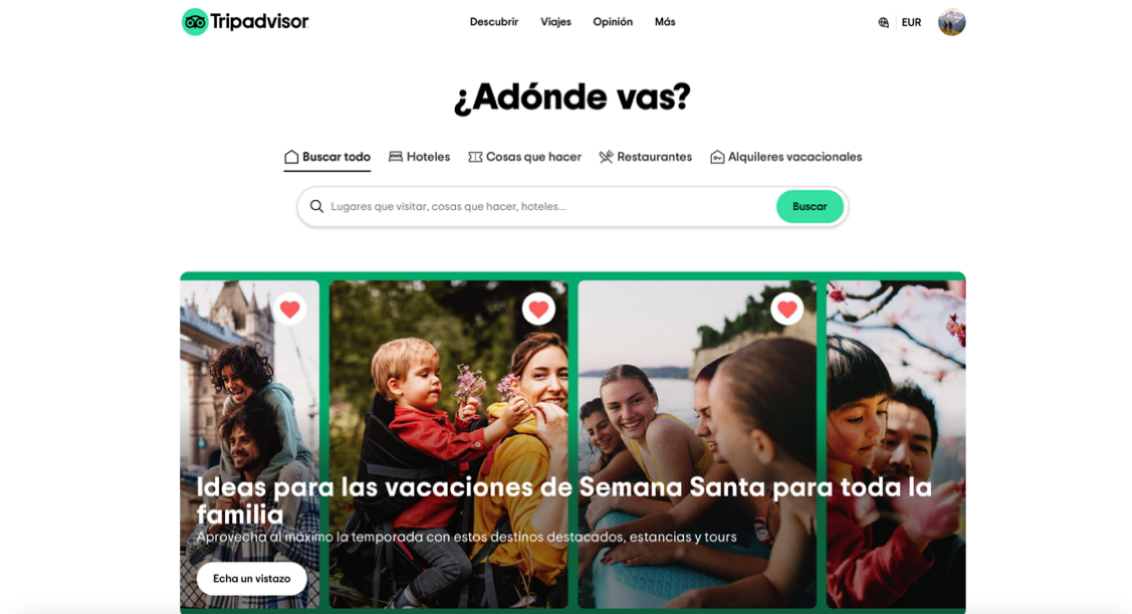 Tripadvisor
Descubrir Viajes Opinión Más
EUR
¿Adónde vas?
Buscar todo Hoteles Cosas que hacer Restaurantes Alquileres vacacionales
Lugares que visitar, cosas que hacer, hoteles... Buscar
Ideas para las vacaciones de Semana Santa para toda la
familia
Aprovecha al máximo la temporada con estos destinos destacados, estancias y tours
Echa un vistazo